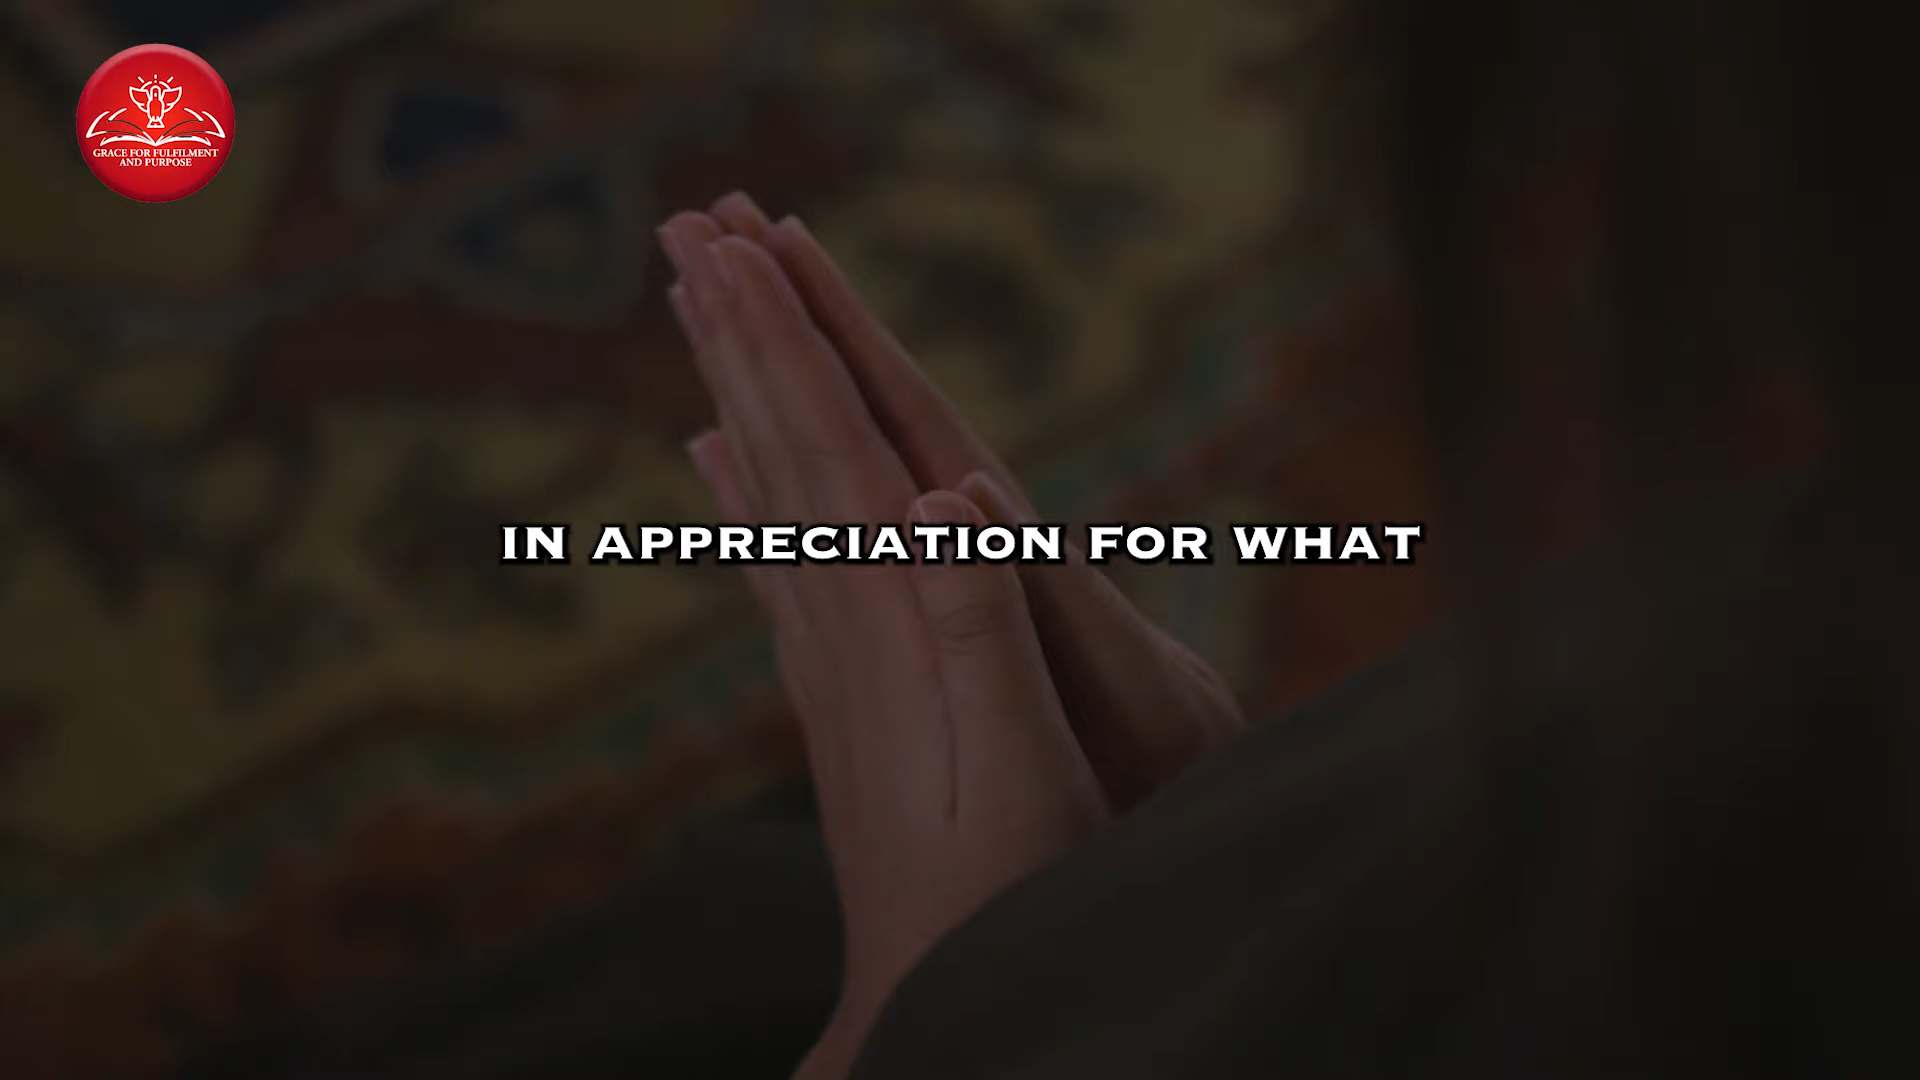 GRACE FOR FULFILMENT
AND PURPOSE
IN APPRECIATION FOR WHAT